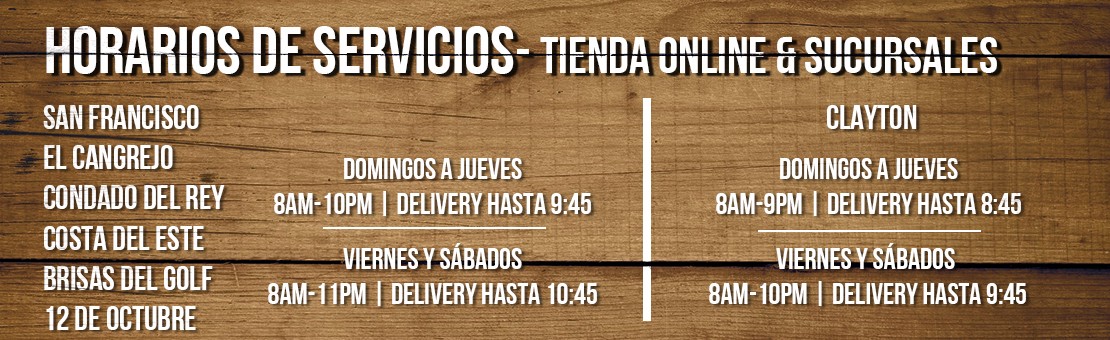 HORARIOS DE SERVICIOS- TIENDA ONLINE & SUCURSALES
SAN FRANCISCO
EL CANGREJO
CONDADO DEL REY
COSTA DEL ESTE
BRISAS DEL GOLF
12 DE OCTUBRE
DOMINGOS A JUEVES
8AM-10PM | DELIVERY HASTA 9:45
VIERNES Y SÁBADOS
8AM-11PM | DELIVERY HASTA 10:45
CLAYTON
DOMINGOS A JUEVES
8AM-9PM | DELIVERY HASTA 8:45
VIERNES Y SÁBADOS
8AM-10PM | DELIVERY HASTA 9:45